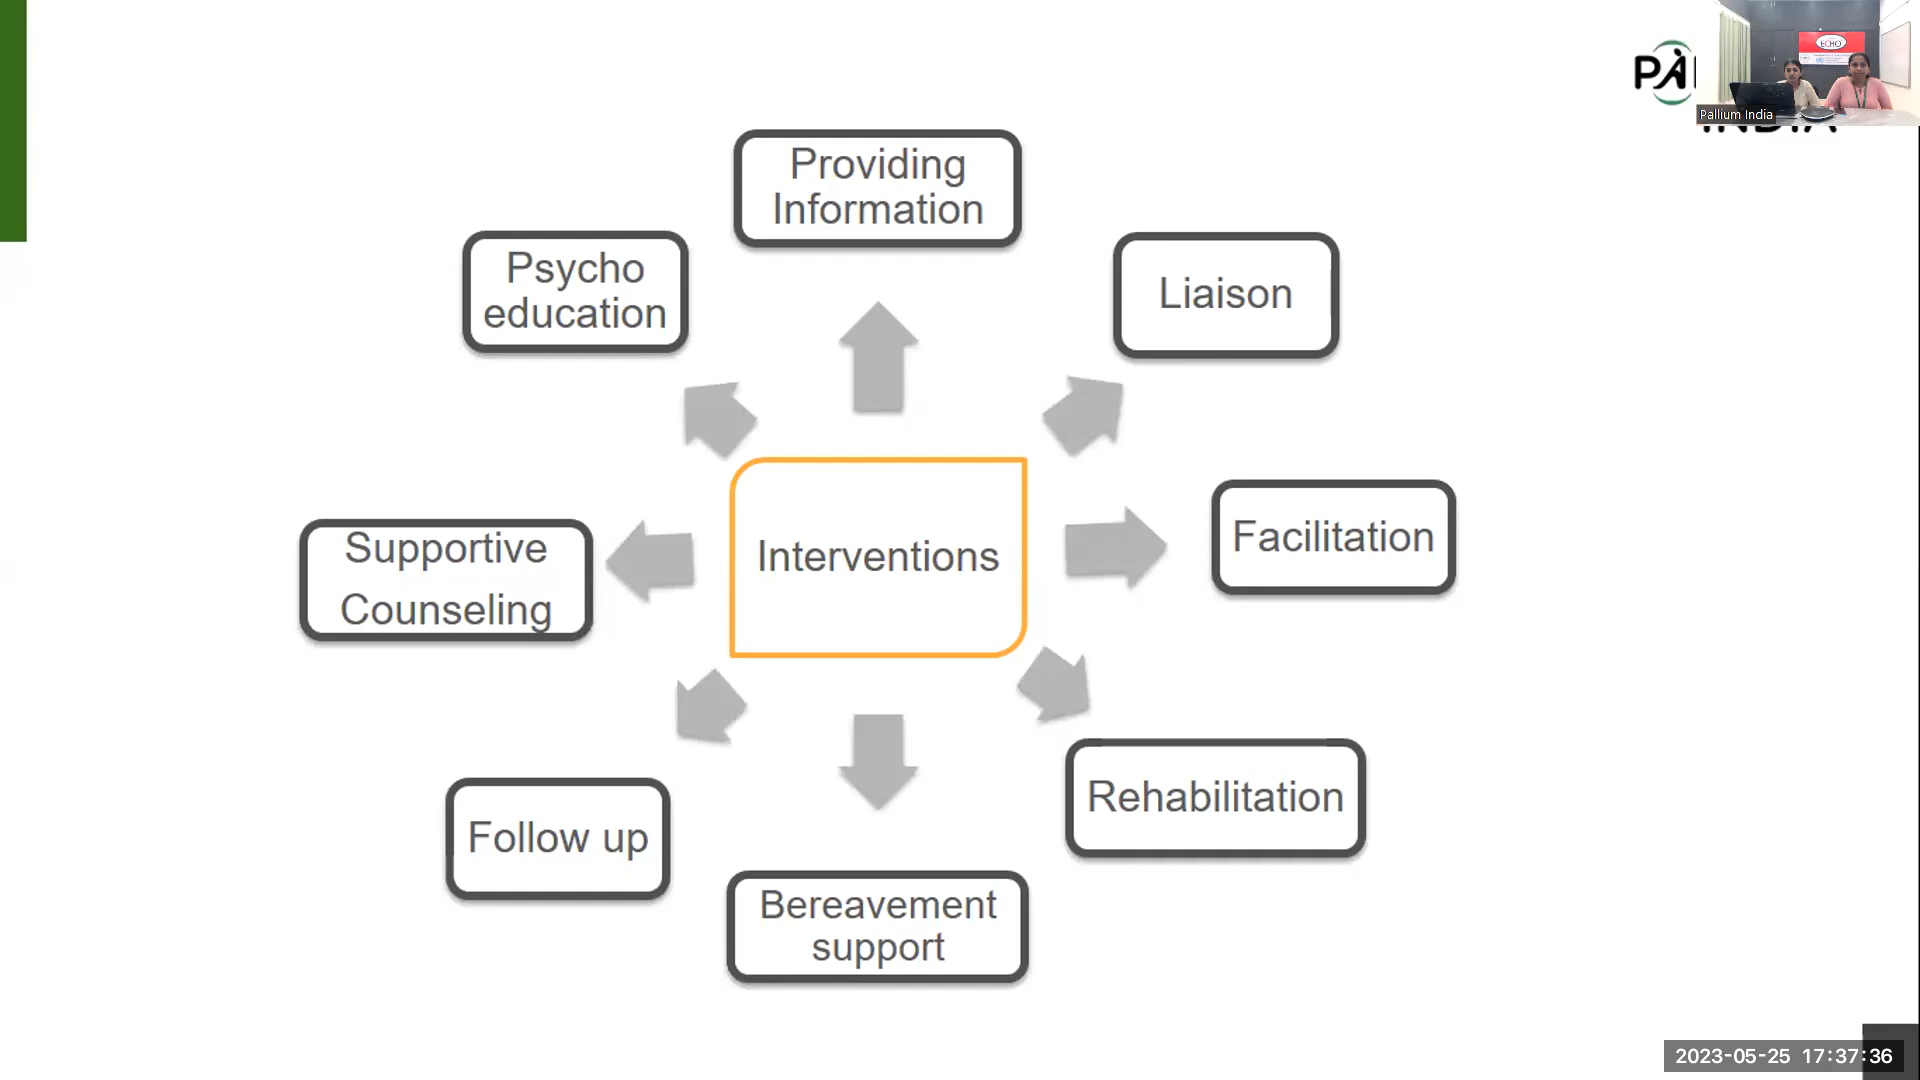 Providing
Information
Psycho
education
Liaison
Facilitation
Interventions
Supportive
Counseling
Rehabilitation
Follow up
Bereavement
support
ECHO
Pallium India
2023-05-25 17:37:36